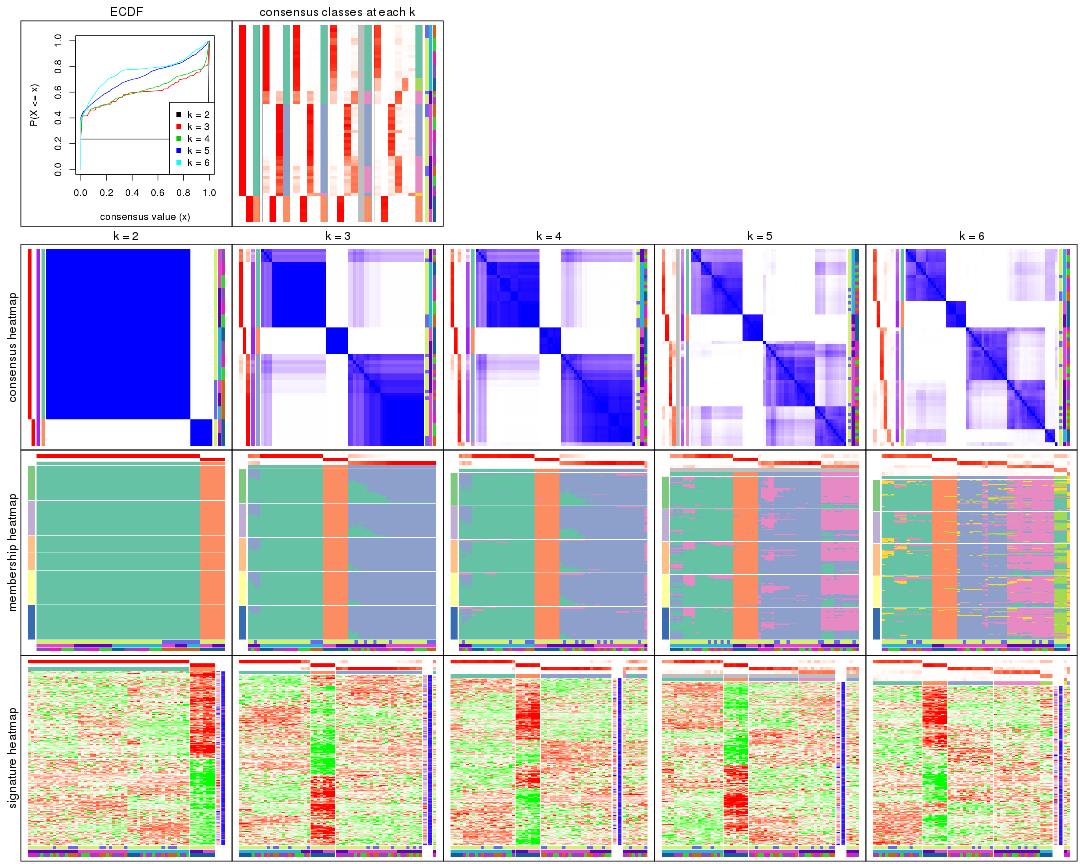 ECDF
consensus classes at each k
P(X <= x)
0.0 0.2 0.4 0.6 0.8 1.0
k = 2
k = 3
k = 4
k = 5
k = 6
0.0 0.2 0.4 0.6 0.8 1.0
consensus value (x)
k = 2
k = 3
k = 4
k = 5
k = 6
consensus heatmap
membership heatmap
signature heatmap